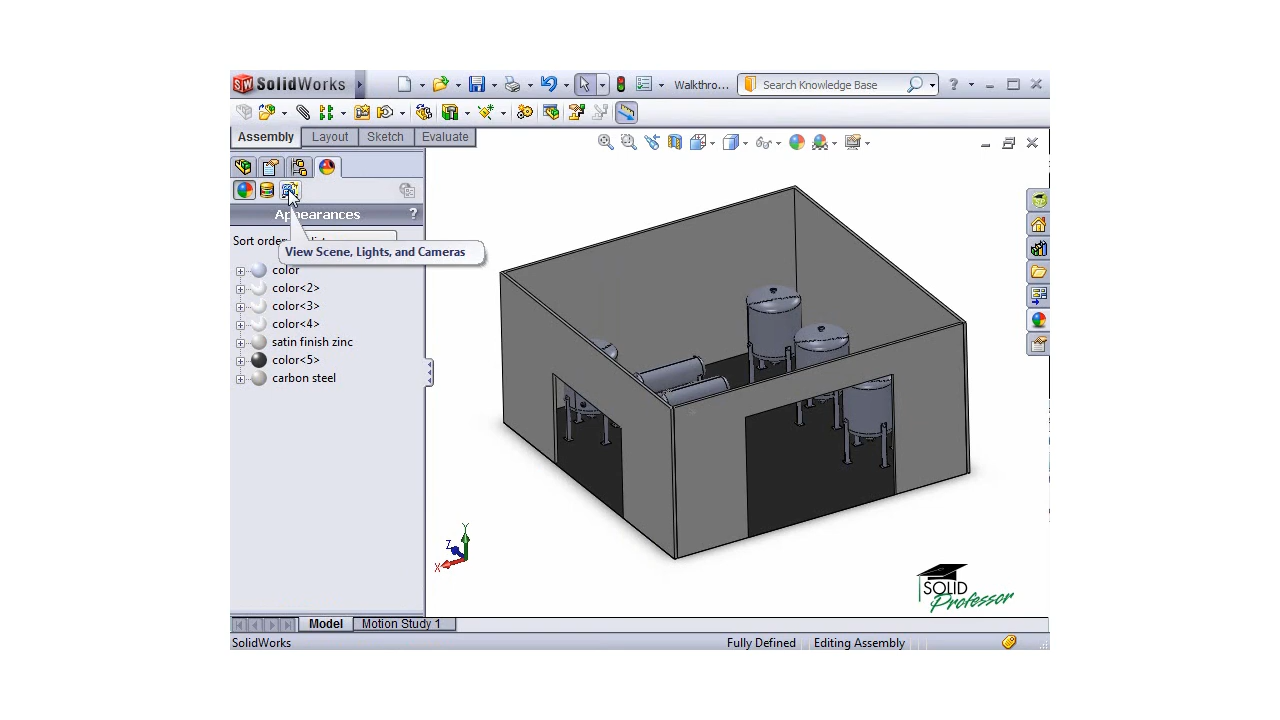 SolidWorks
Walkthro...
Search Knowledge Base
?
Assembly
Layout
Sketch
Evaluate
Appearances
?
Sort order
View Scene, Lights, and Cameras
color
color<2>
color<3>
color<4>
satin finish zinc
color<5>
carbon steel
Y
Z
X
SOLID
Professor
Model
Motion Study 1
SolidWorks
Fully Defined
Editing Assembly